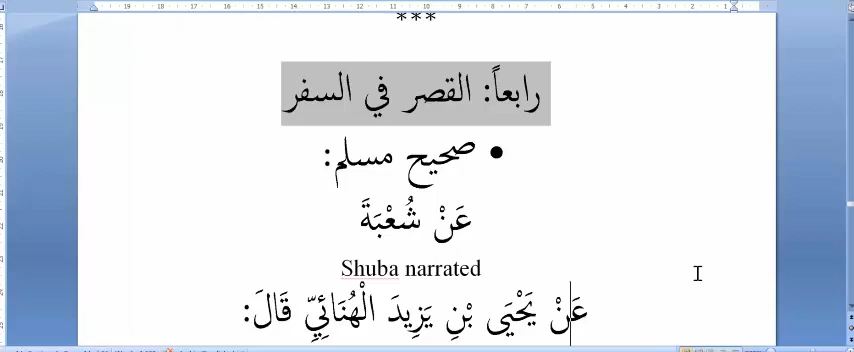 ***
رابعاً: القصر في السفر
• صحيح مسلم:
عَنْ شُعْبَةَ
Shuba narrated
عَنْ يَحْيَى بْنِ يَزِيدَ الْهُنَائِيِّ قَالَ: